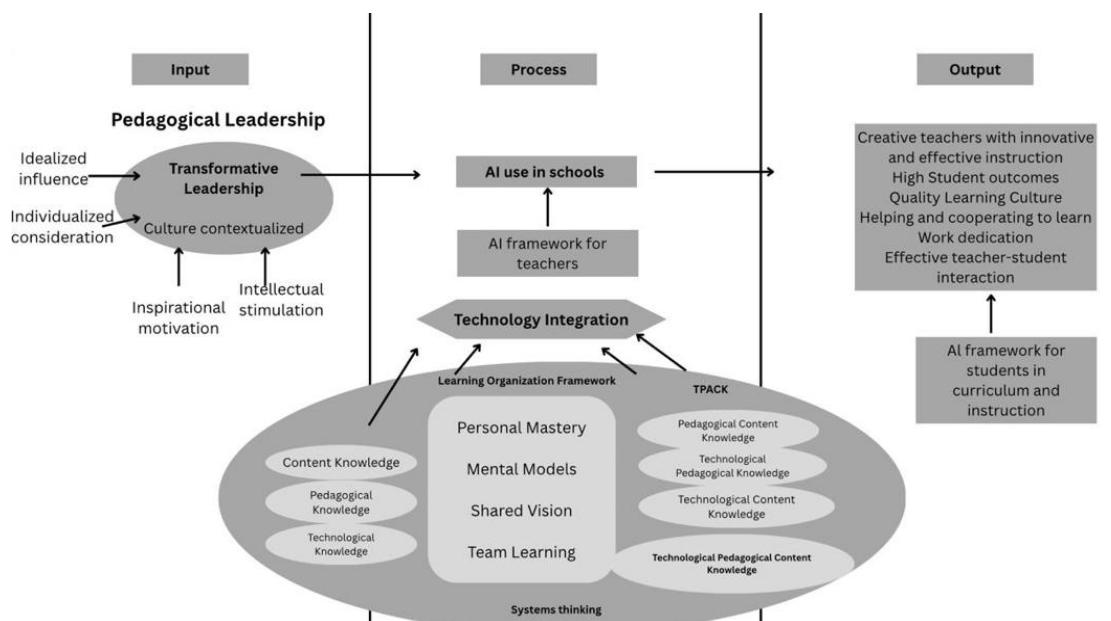 Input
Process
Output
Pedagogical Leadership
Idealized
influence
Individualized
consideration
Transformative
Leadership
Culture contextualized
Inspirational
motivation
Intellectual
stimulation
AI use in schools
AI framework for
teachers
Technology Integration
Creative teachers with innovative
and effective instruction
High Student outcomes
Quality Learning Culture
Helping and cooperating to learn
Work dedication
Effective teacher-student
interaction
AI framework for
students in
curriculum and
instruction
Learning Organization Framework
TPACK
Content Knowledge
Pedagogical
Knowledge
Technological
Knowledge
Personal Mastery
Mental Models
Shared Vision
Team Learning
Pedagogical Content
Knowledge
Technological
Pedagogical Knowledge
Technological Content
Knowledge
Technological Pedagogical Content
Knowledge
Systems thinking